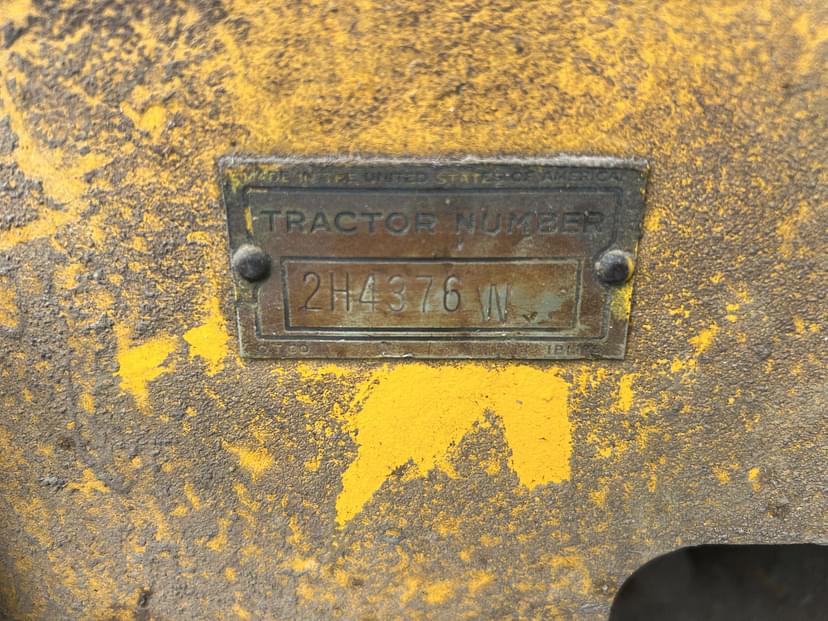 MADE IN THE UNITED STATES OF AMERICA
TRACTOR NUMBER
2H4376 W